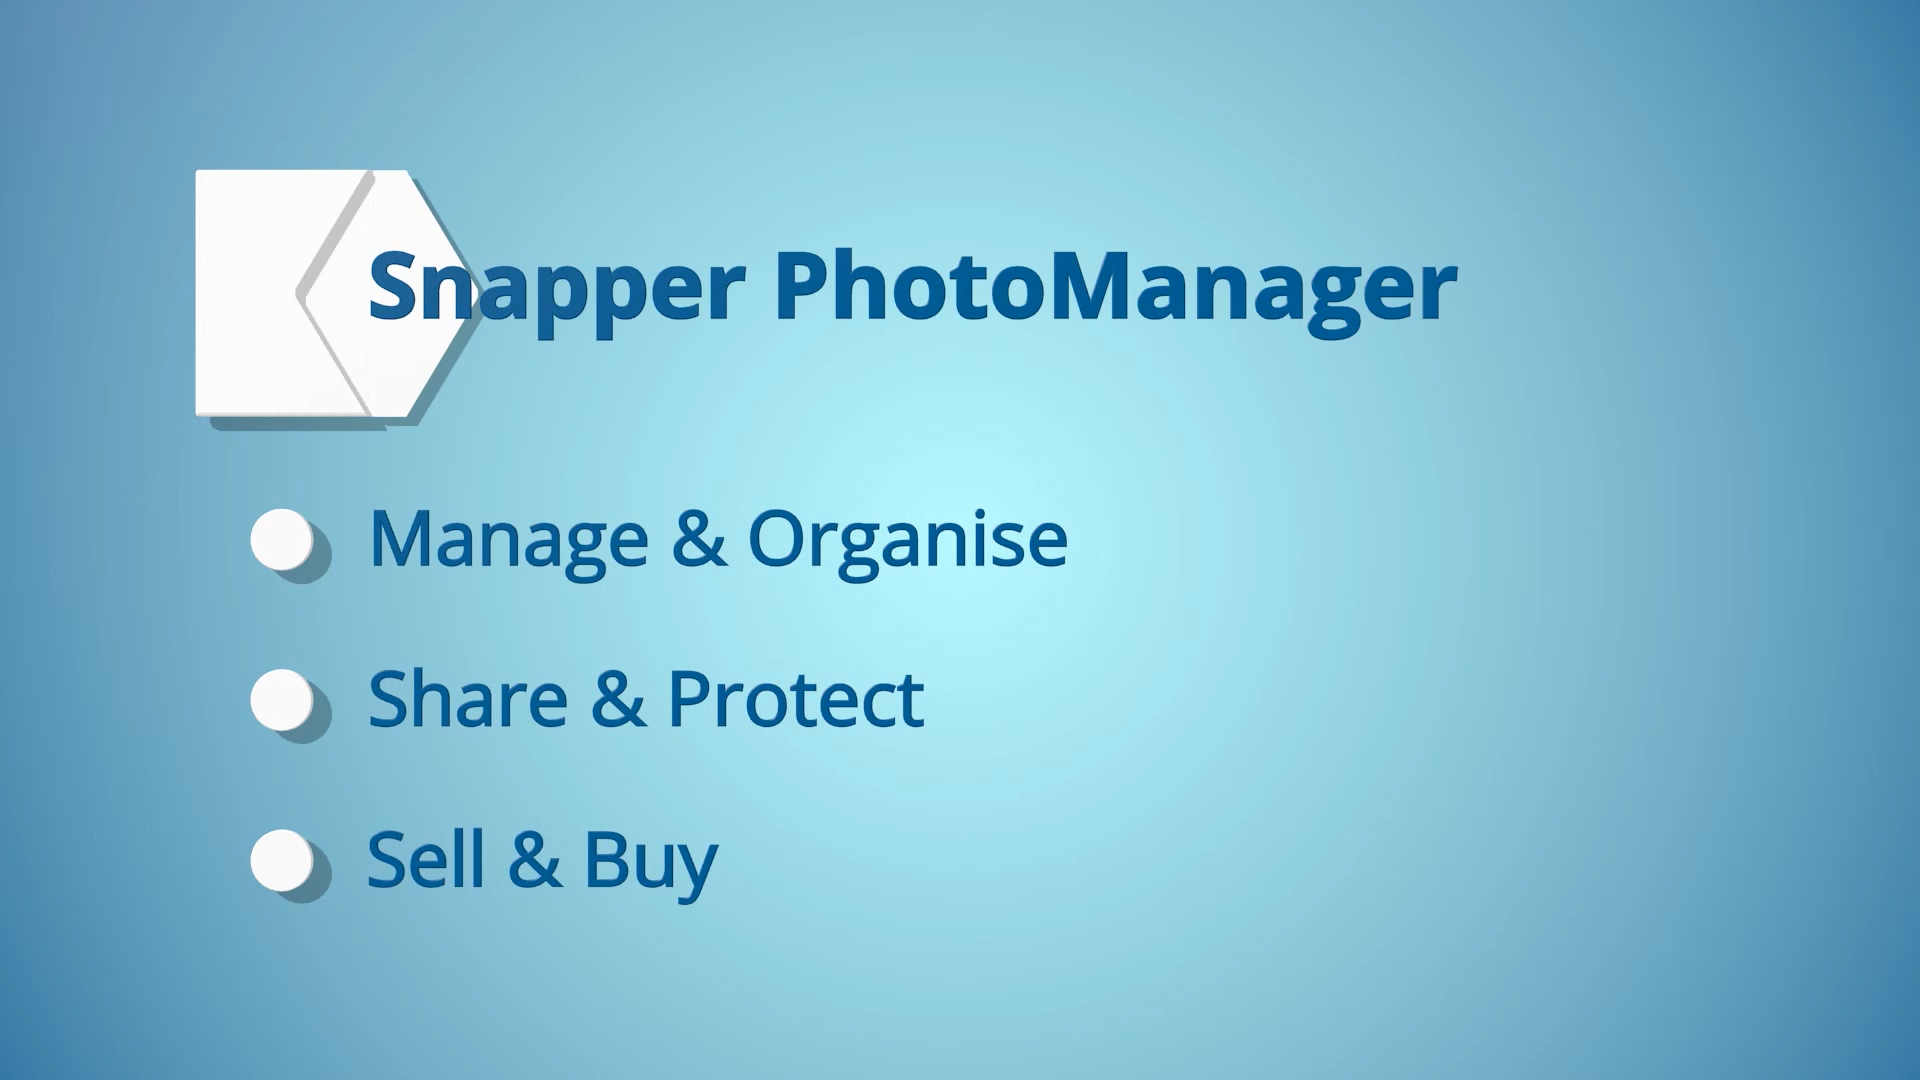 Snapper PhotoManager
Manage & Organise
Share & Protect
Sell & Buy